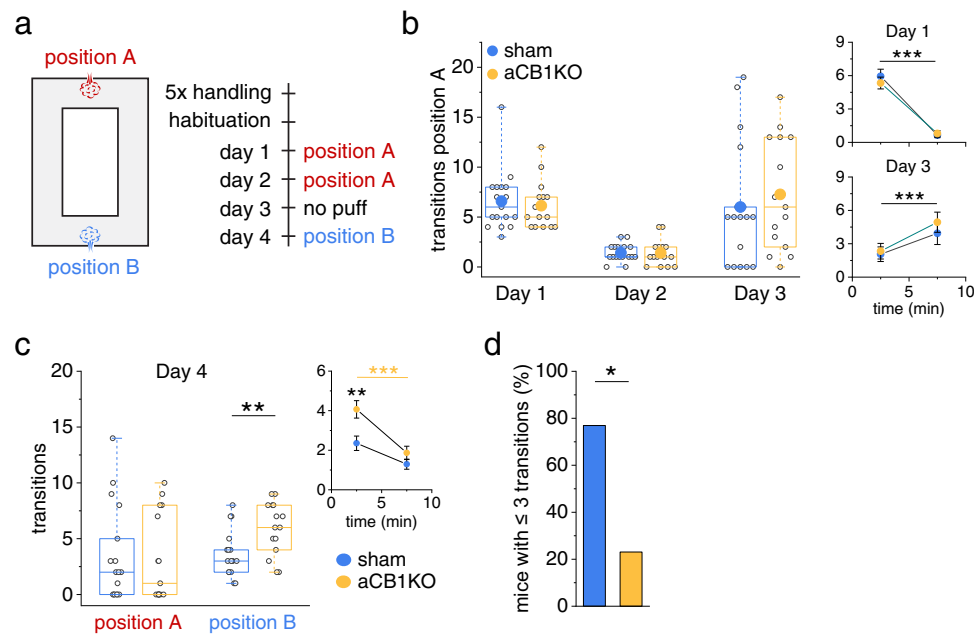 a
position A
position B
5x handling
habituation
day 1 position A
day 2 position A
day 3 no puff
day 4 position B
b
sham
aCB1KO
transitions position A
20
15
10
5
0
Day 1 Day 2 Day 3
Day 1
9
6
3
0
***
Day 3
9
6
3
0
***
0 5 10
time (min)
c
Day 4
transitions
20
15
10
5
0
**
position A position B
6
4
2
0
***
**
0 5 10
time (min)
sham
aCB1KO
d
mice with ≤ 3 transitions (%)
100
80
60
40
20
0
*